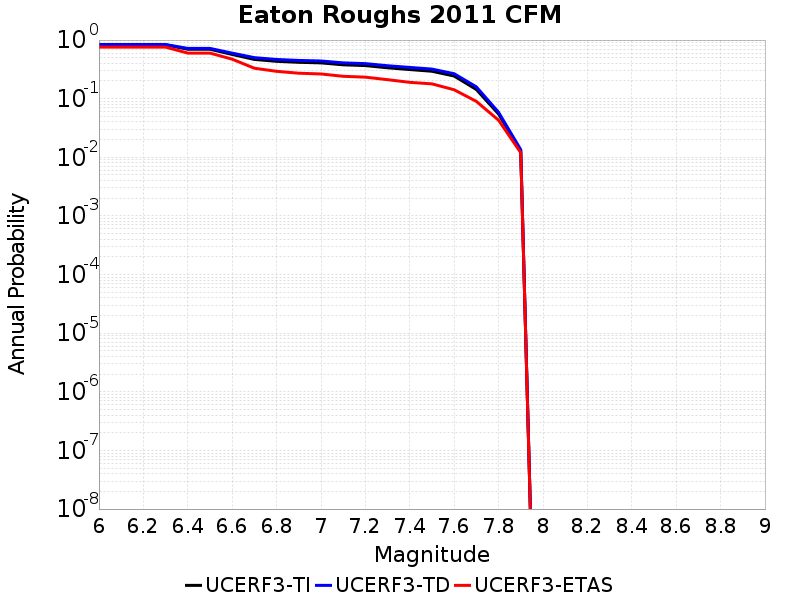 Eaton Roughs 2011 CFM
Annual Probability
10^0
10^-1
10^-2
10^-3
10^-4
10^-5
10^-6
10^-7
10^-8
6 6.2 6.4 6.6 6.8 7 7.2 7.4 7.6 7.8 8 8.2 8.4 8.6 8.8 9
Magnitude
UCERF3-TI UCERF3-TD UCERF3-ETAS